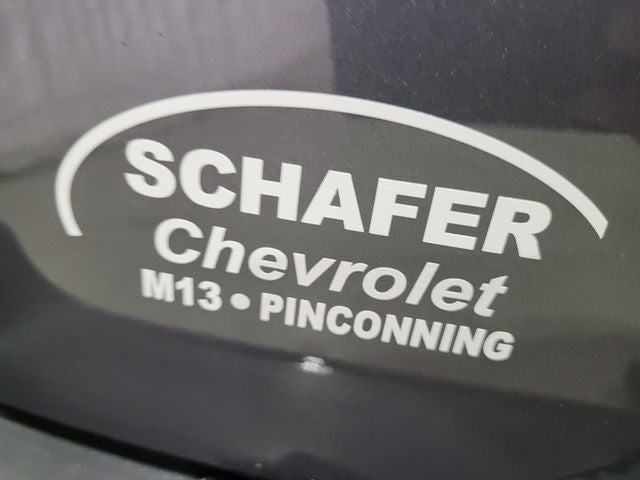 SCHAFER
Chevrolet
M13 • PINCONNING